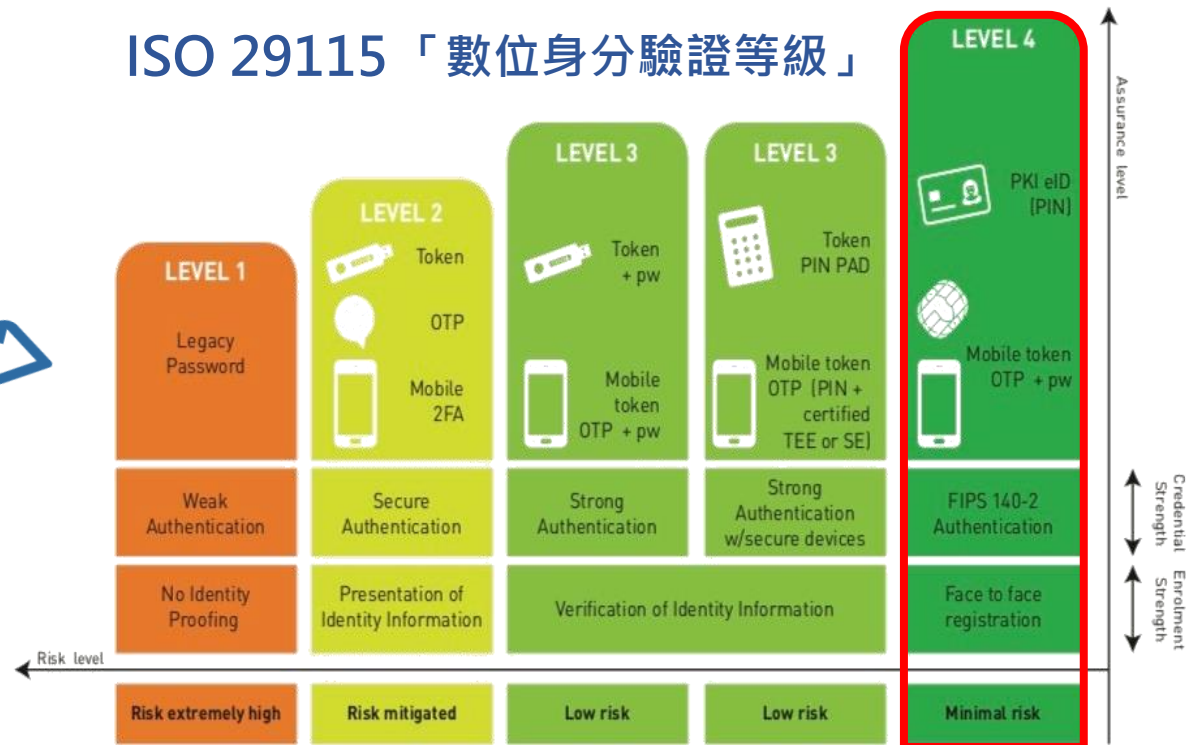 ISO 29115「數位身分驗證等級」
LEVEL 1
Legacy
Password
Weak
Authentication
No Identity
Proofing
Risk extremely high
LEVEL 2
Token
OTP
Mobile
2FA
Secure
Authentication
Presentation of
Identity Information
Risk mitigated
LEVEL 3
Token
+ pw
Mobile
token
OTP + pw
Strong
Authentication
LEVEL 3
Token
PIN PAD
Mobile token
OTP (PIN +
certified
TEE or SE)
Strong
Authentication
w/secure devices
Verification of Identity Information
Low risk
Low risk
LEVEL 4
PKI eID
(PIN)
Mobile token
OTP + pw
FIPS 140-2
Authentication
Face to face
registration
Minimal risk
Assurance level
Credential
Strength
Enrolment
Strength
Risk level